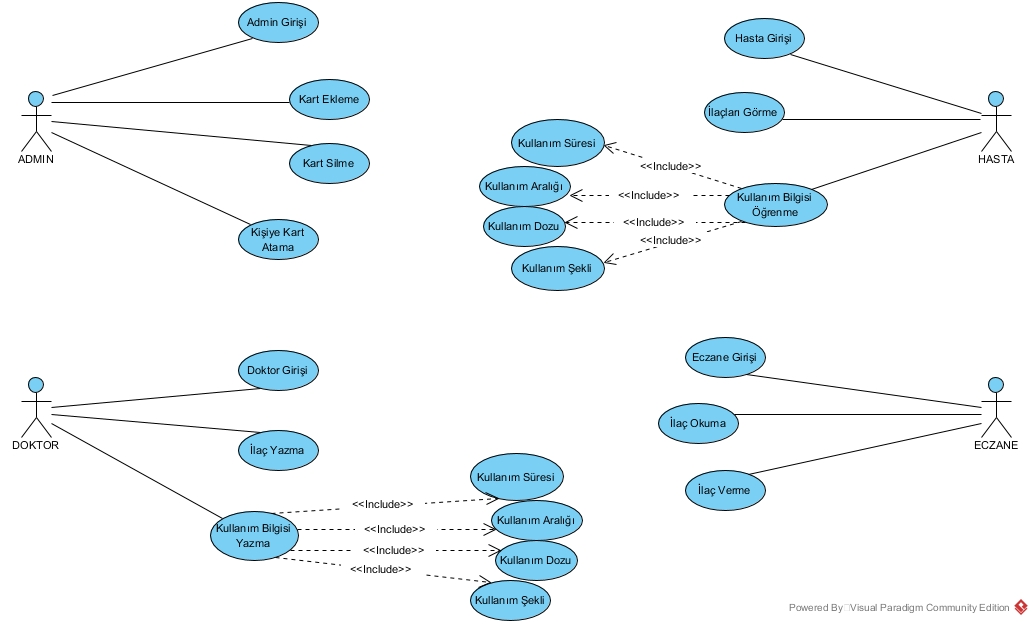 Admin Girişi
Kart Ekleme
Kart Silme
Kişiye Kart
Atama
ADMIN
Hasta Girişi
İlaçları Görme
Kullanım Bilgisi
Öğrenme
HASTA
Kullanım Süresi
Kullanım Aralığı
Kullanım Dozu
Kullanım Şekli
<<Include>>
<<Include>>
<<Include>>
<<Include>>
Doktor Girişi
İlaç Yazma
Kullanım Bilgisi
Yazma
DOKTOR
<<Include>>
<<Include>>
<<Include>>
<<Include>>
Kullanım Süresi
Kullanım Aralığı
Kullanım Dozu
Kullanım Şekli
Eczane Girişi
İlaç Okuma
İlaç Verme
ECZANE
Powered By Visual Paradigm Community Edition